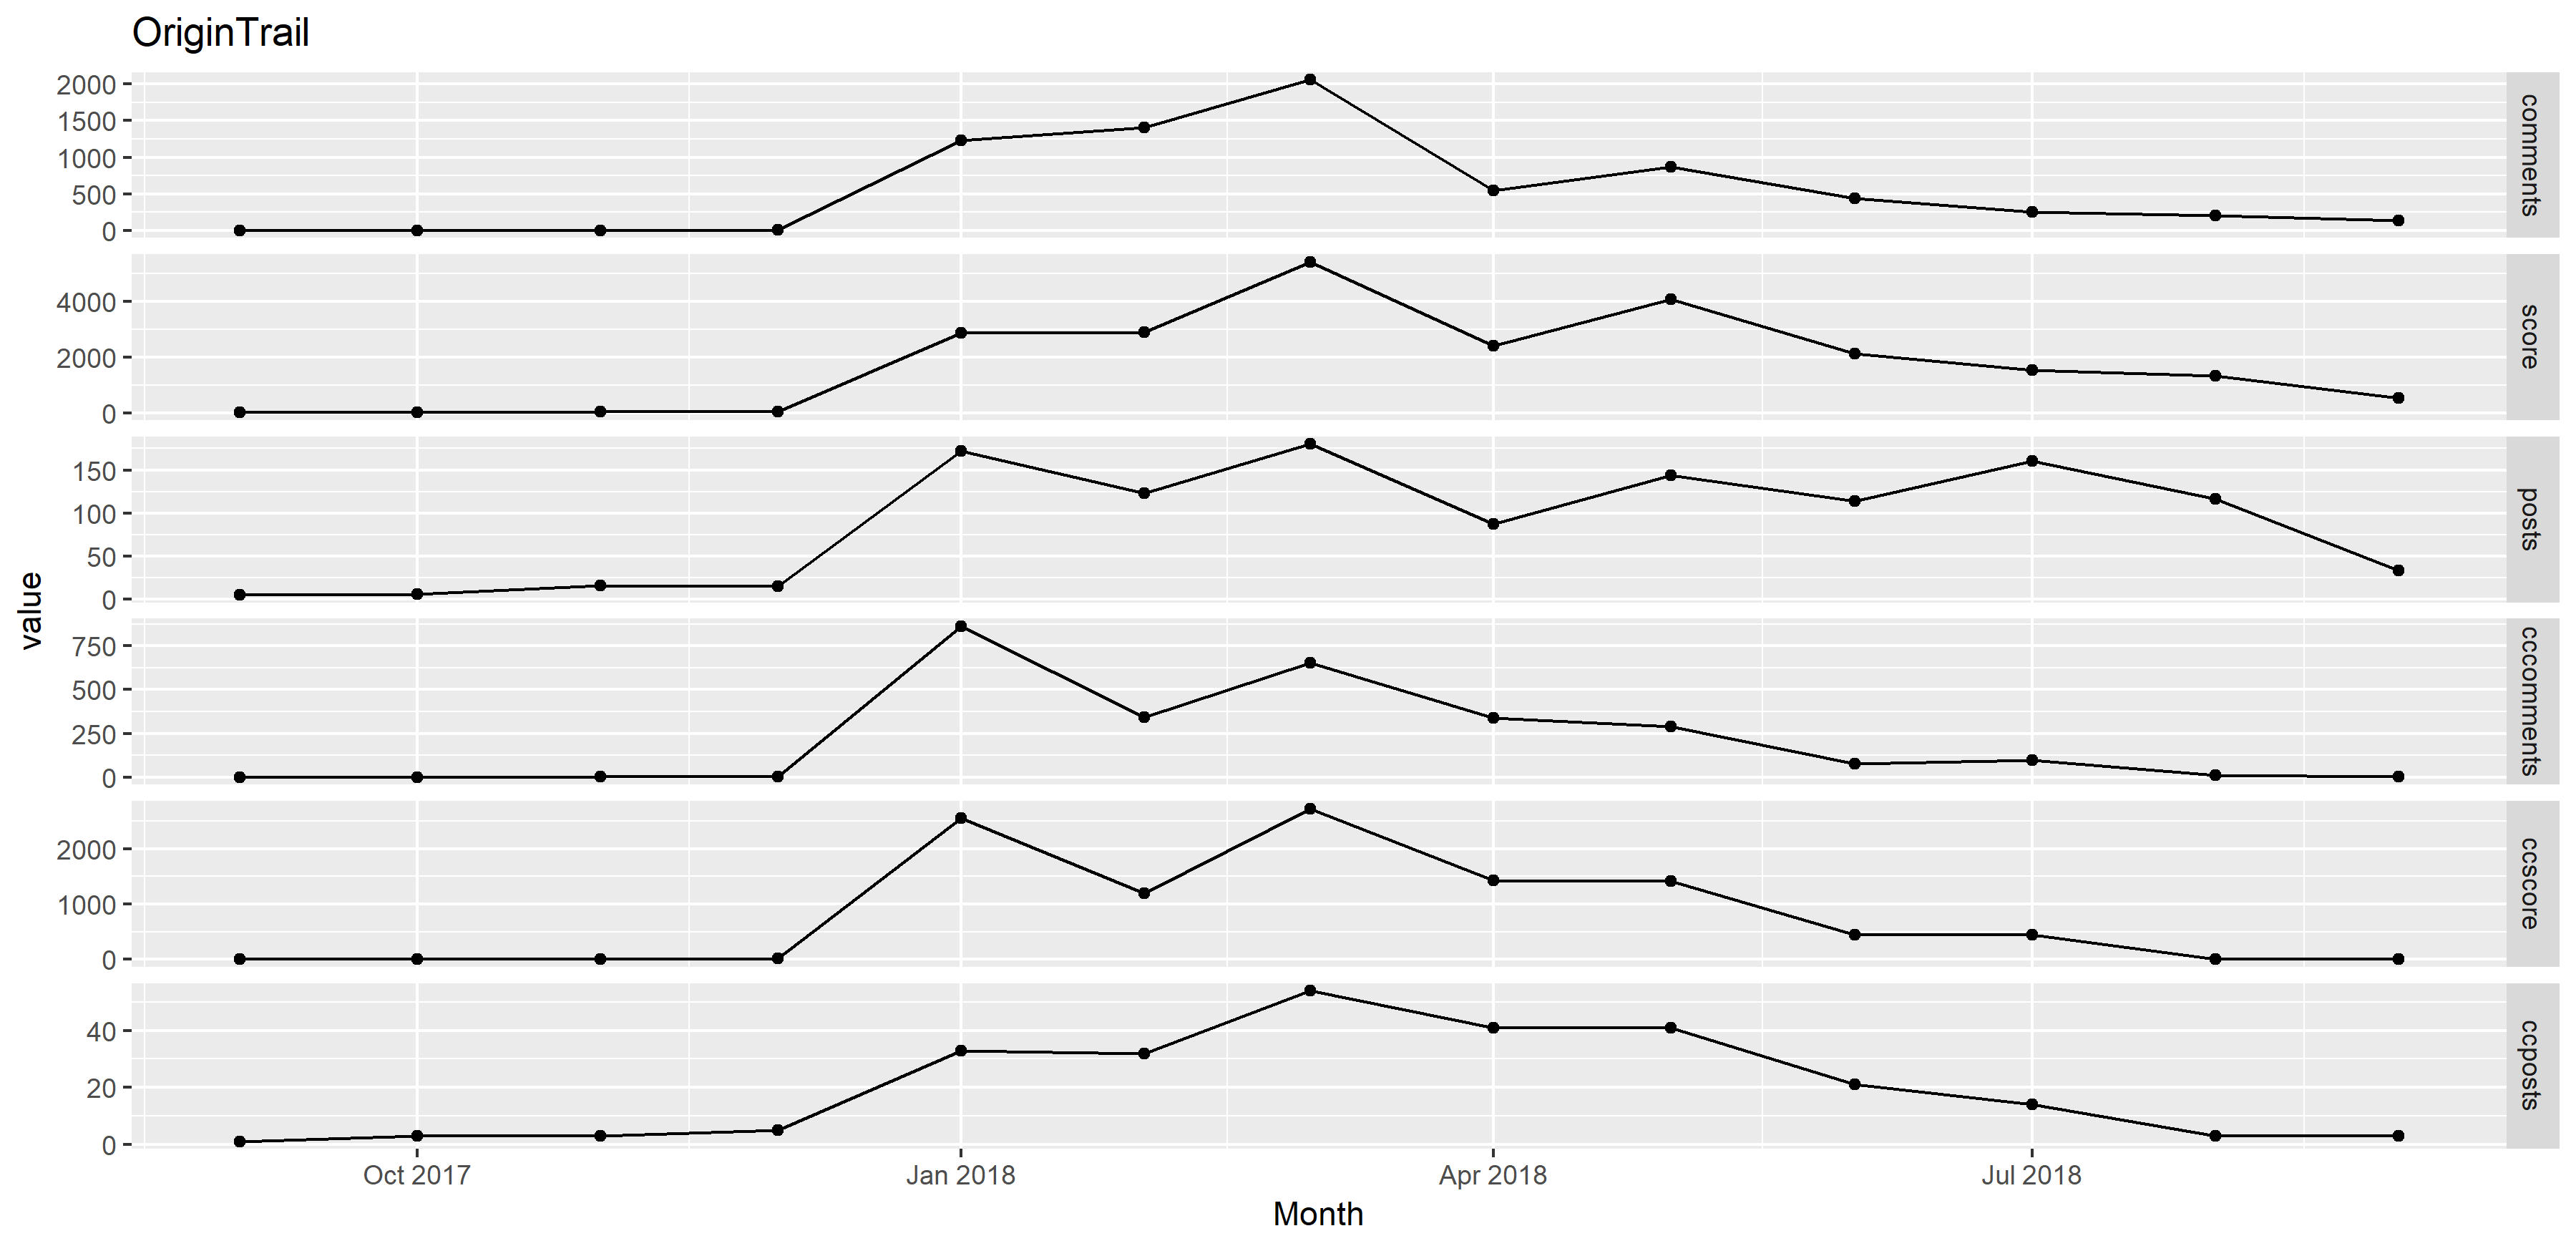 OriginTrail
2000
1500
1000
500
0
comments
4000
2000
0
score
150
100
50
0
posts
750
500
250
0
cccomments
2000
1000
0
ccscore
40
20
0
ccposts
value
Oct 2017
Jan 2018
Apr 2018
Jul 2018
Month